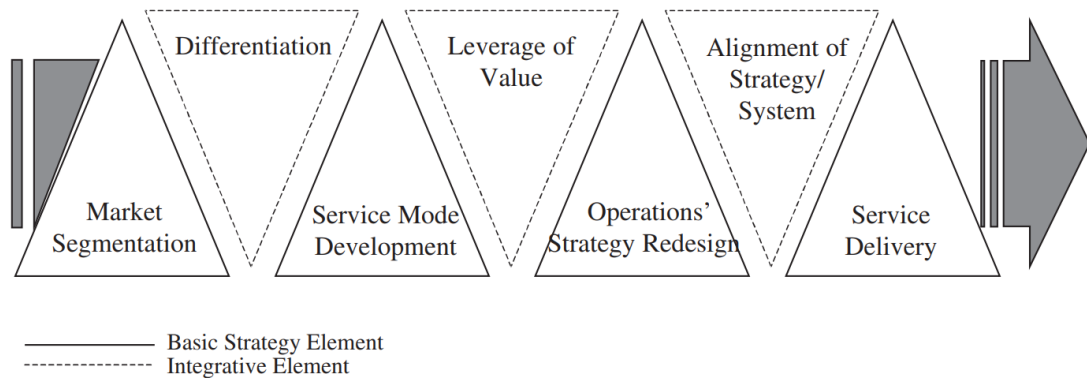 Differentiation
Leverage of
Value
Alignment of
Strategy/
System
Market
Segmentation
Service Mode
Development
Operations’
Strategy Redesign
Service
Delivery
Basic Strategy Element
Integrative Element